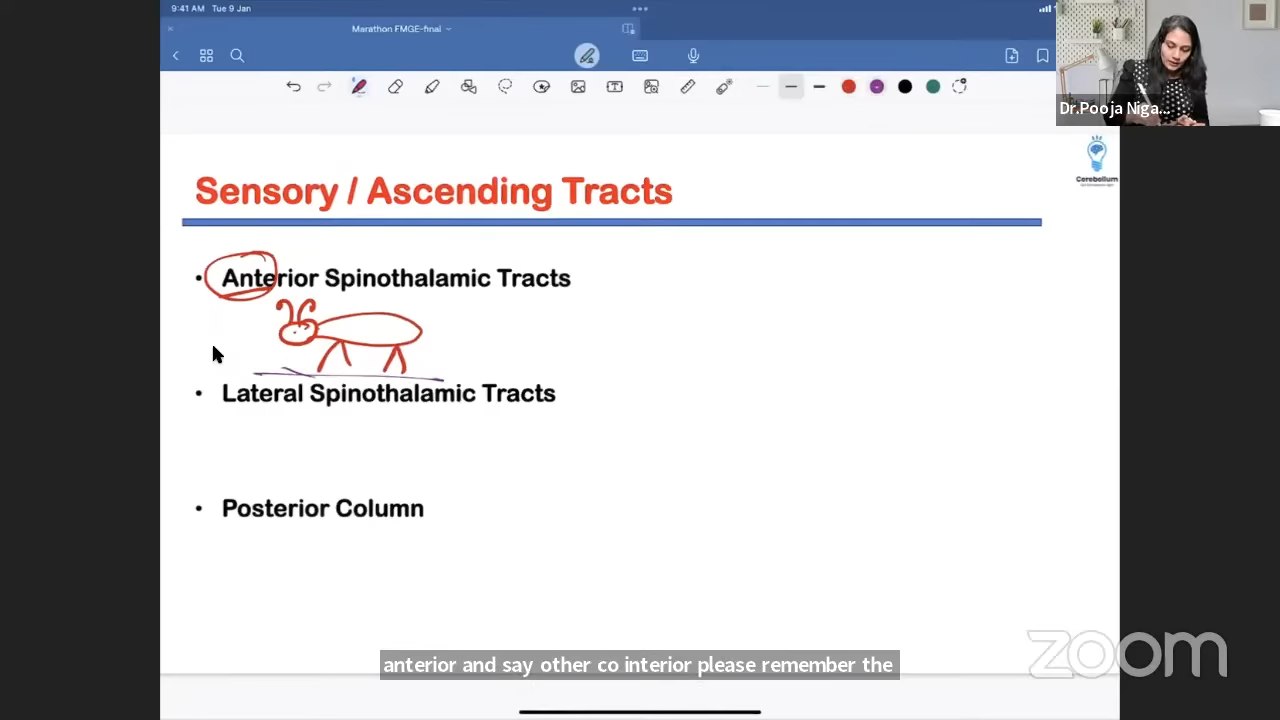 9:41 AM Tue 9 Jan
Marathon FMGE-final
Dr.Pooja Niga...
Cerebellum
Sensory / Ascending Tracts
• Anterior Spinothalamic Tracts
• Lateral Spinothalamic Tracts
• Posterior Column
anterior and say other co interior please remember the
zoom